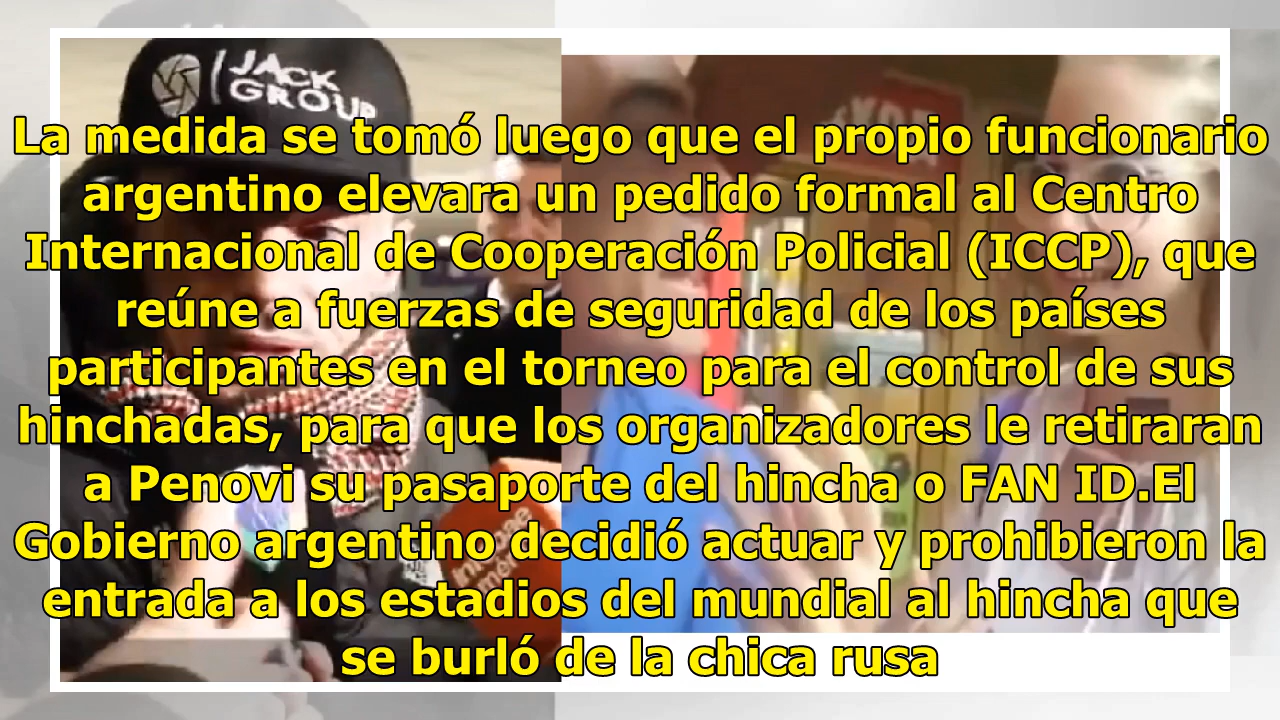 JACK
GROUP
La medida se tomó luego que el propio funcionario
argentino elevara un pedido formal al Centro
Internacional de Cooperación Policial (ICCP), que
reúne a fuerzas de seguridad de los países
participantes en el torneo para el control de sus
hinchadas, para que los organizadores le retiraran
a Penovi su pasaporte del hincha o FAN ID.El
Gobierno argentino decidió actuar y prohibieron la
entrada a los estadios del mundial al hincha que
se burló de la chica rusa